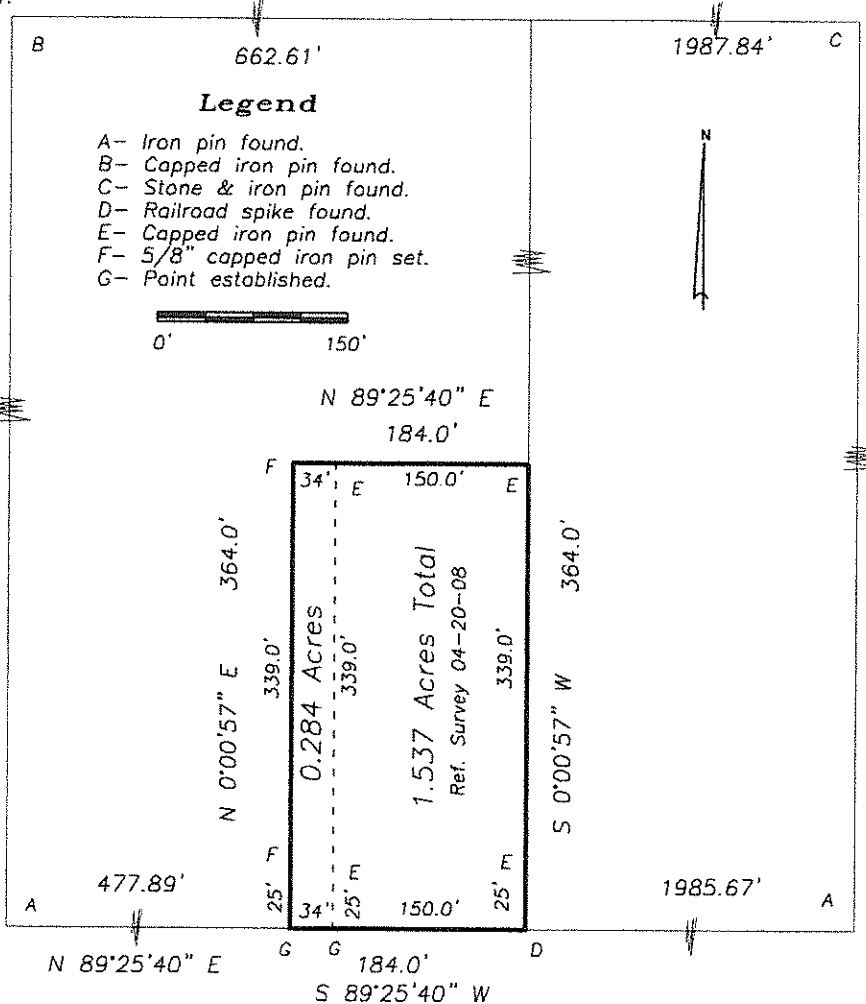 B
662.61'
1987.84'
C
Legend
A- Iron pin found.
B- Capped iron pin found.
C- Stone & iron pin found.
D- Railroad spike found.
E- Capped iron pin found.
F- 5/8" capped iron pin set.
G- Point established.
0' 150'
N
N 89°25'40" E
184.0'
F
34'
E
150.0'
E
N 0°00'57" E 364.0'
339.0'
0.284 Acres
339.0'
1.537 Acres Total
Ref. Survey 04-20-08
339.0'
S 0°00'57" W 364.0'
F
E
E
25'
25'
25'
34'
150.0'
A
477.89'
1985.67'
A
G
G
D
N 89°25'40" E
184.0'
S 89°25'40" W